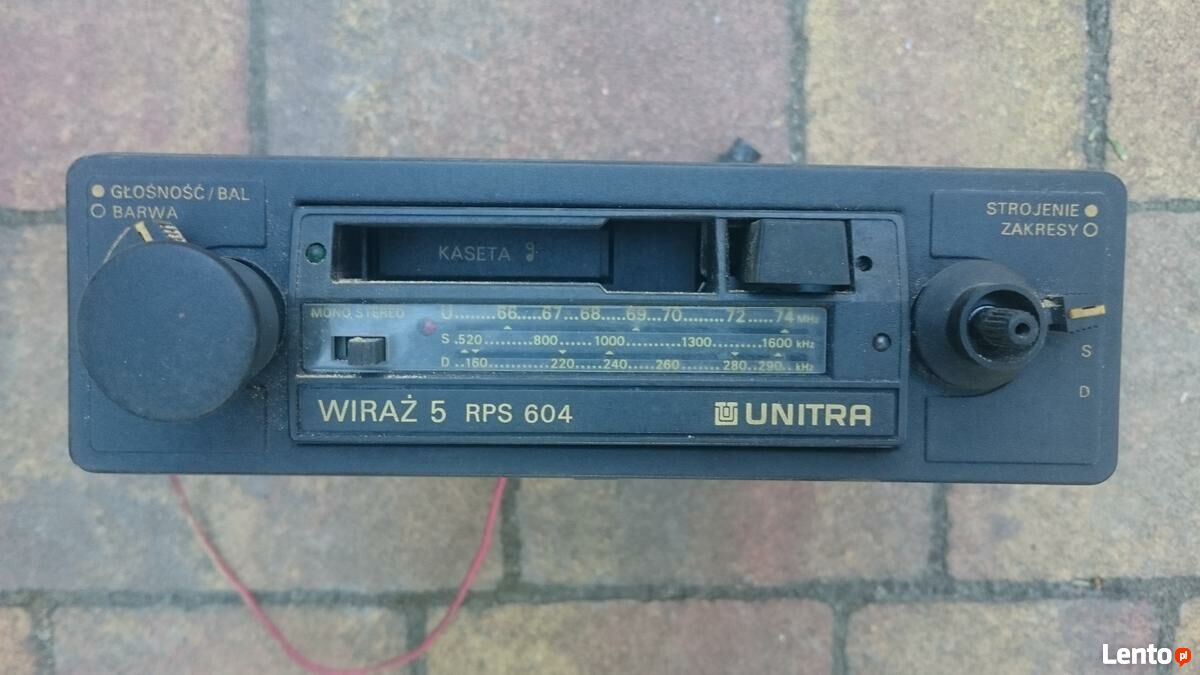 GŁOŚNOŚĆ/BAL
BARWA
STROJENIE
ZAKRESY
KASETA
MONO STEREO
U.......66....67...68....69...70........72.....74 MHz
S .520...........800.......1000...........1300..........1600 kHz
D ..160..................220........240.......260...........280..290.. kHz
S
D
WIRAŻ 5 RPS 604
UNITRA
Lento.pl